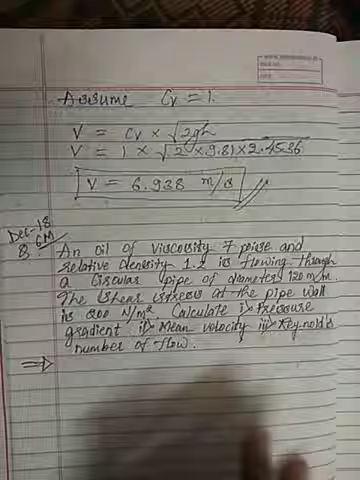 Assume Cv = 1.
V = Cv × √2gh
V = 1 × √2 × 9.81 × 2.4536
V = 6.938 m/s
Dec-18
8. 6M
An oil of viscosity 7 poise and
relative density 1.2 is flowing through
a circular pipe of diameters 120 mm.
The shear stress at the pipe wall
is 200 N/m². Calculate i) Pressure
gradient ii) Mean velocity iii) Reynold's
number of flow.
⇒